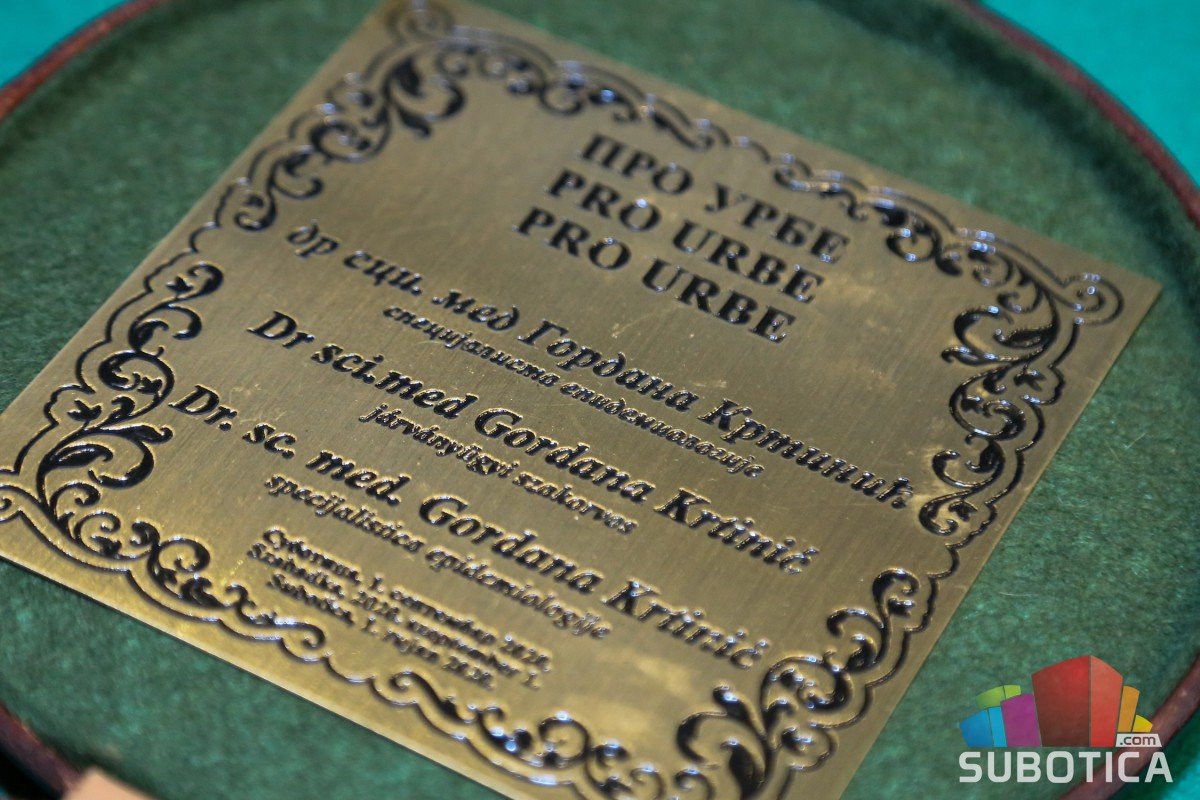 ПРО УРБЕ
PRO URBE
PRO URBE
др сци. мед Гордана Кртинић
специјалиста епидемиологије
Dr sci.med Gordana Krtinić
járványügyi szakorvos
Dr. sc. med. Gordana Krtinić
specijalistica epidemiologije
Суботица, 1. септембар 2020.
Szabadka, 2020. szeptember 1.
Subotica, 1. rujan 2020.
.com
SUBOTICA